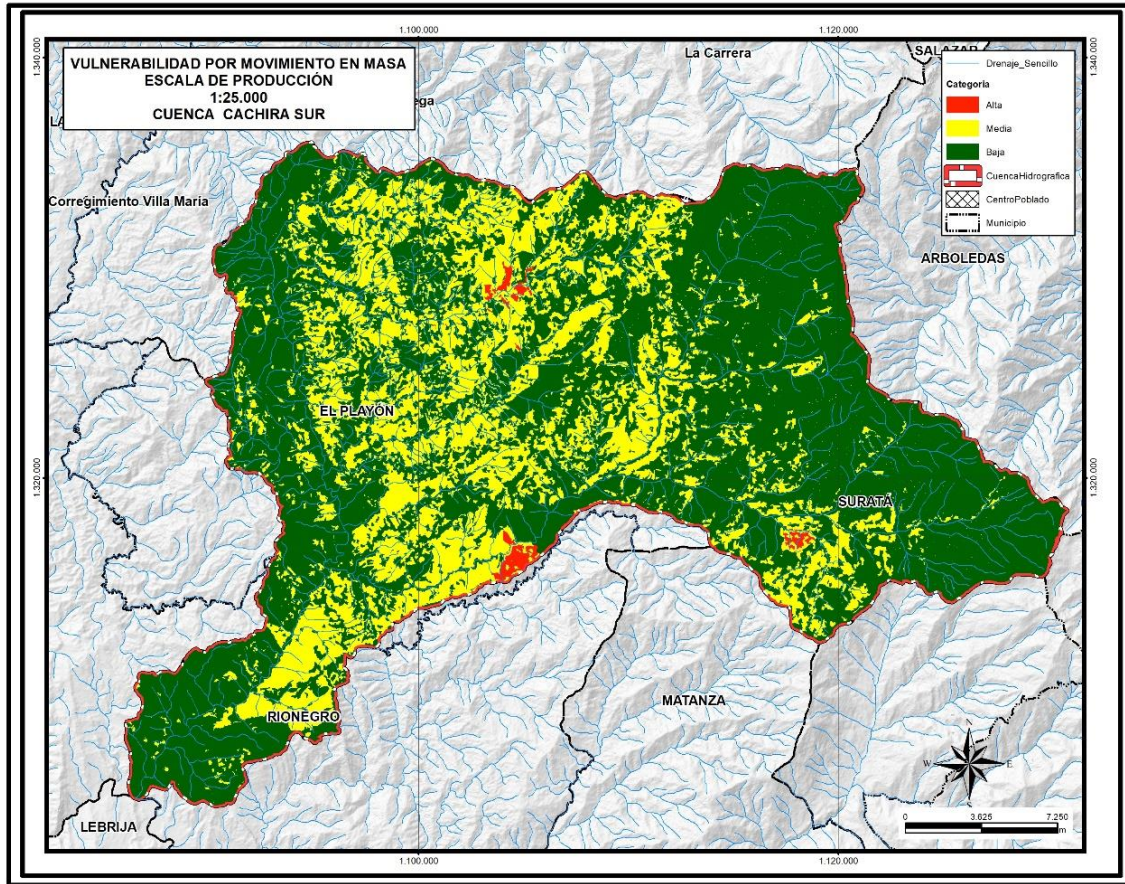 VULNERABILIDAD POR MOVIMIENTO EN MASA
ESCALA DE PRODUCCIÓN
1:25.000
CUENCA CACHIRA SUR
1.100.000
1.120.000
1.340.000
1.340.000
La Carrera
SALAZAR
Drenaje_Sencillo
Categoria
Alta
Media
Baja
CuencaHidrografica
CentroPoblado
Municipio
Corregimiento Villa María
ARBOLEDAS
EL PLAYÓN
1.320.000
1.320.000
SURATÁ
MATANZA
RIONEGRO
LEBRIJA
N
W
E
S
0 3.625 7.250
m
1.100.000
1.120.000